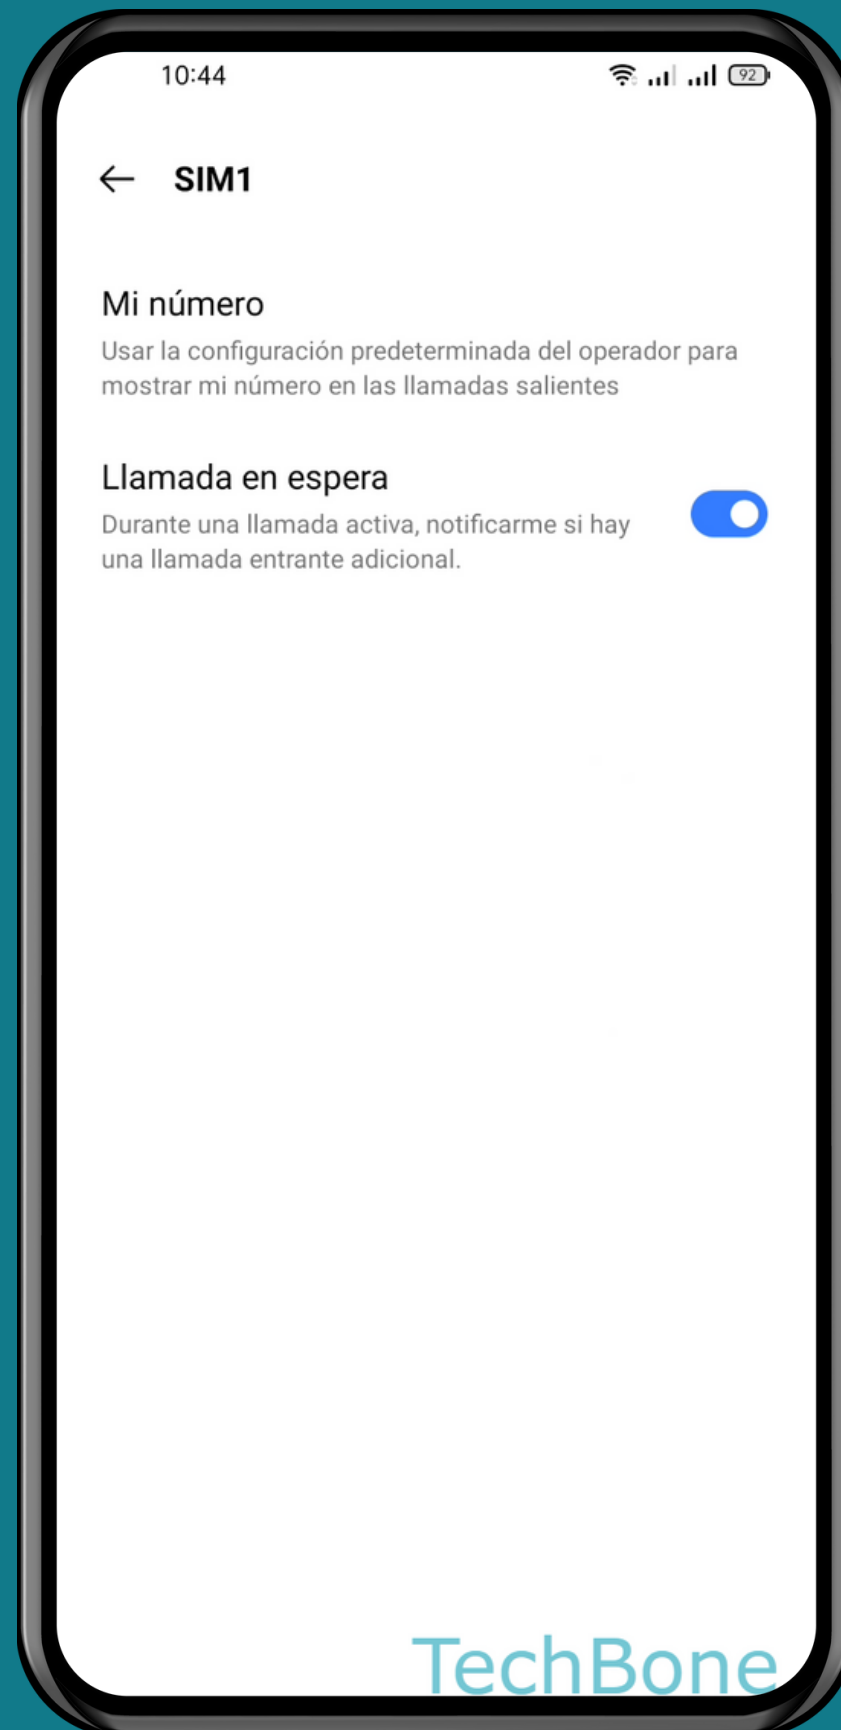 10:44
92
SIM1
Mi número
Usar la configuración predeterminada del operador para
mostrar mi número en las llamadas salientes
Llamada en espera
Durante una llamada activa, notificarme si hay
una llamada entrante adicional.
TechBone